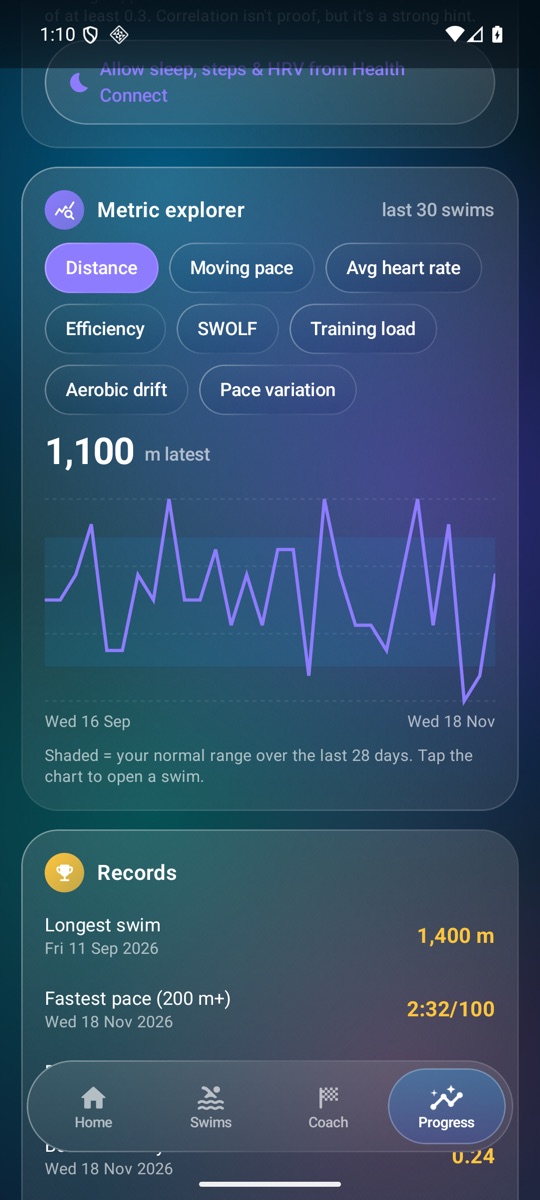 of at least 0.3. Correlation isn't proof, but it's a strong hint.
1:10
Allow sleep, steps & HRV from Health
Connect
Metric explorer
last 30 swims
Distance
Moving pace
Avg heart rate
Efficiency
SWOLF
Training load
Aerobic drift
Pace variation
1,100 m latest
Wed 16 Sep
Wed 18 Nov
Shaded = your normal range over the last 28 days. Tap the
chart to open a swim.
Records
Longest swim
1,400 m
Fri 11 Sep 2026
Fastest pace (200 m+)
2:32/100
Wed 18 Nov 2026
Home
Swims
Coach
Progress
0.24
Wed 18 Nov 2026